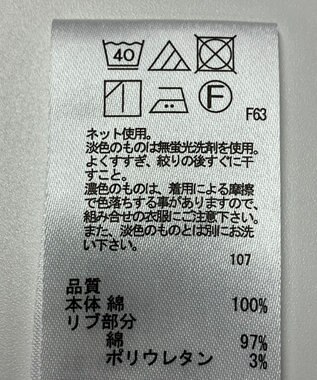 40
F
F63
ネット使用。
淡色のものは無蛍光洗剤を使用。
よくすすぎ、絞りの後すぐに干
すこと。
濃色のものは、着用による摩擦
で色落ちする事がありますので、
組み合せの衣服にご注意下さい。
また、淡色のものとは別にお洗
い下さい。
107
品質
本体 綿 100%
リブ部分
綿 97%
ポリウレタン 3%